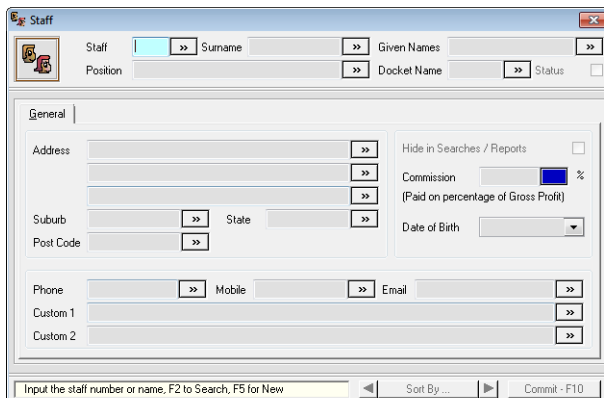 Staff
Staff >> Surname >> Given Names >>
Position >> Docket Name >> Status
General
Address >> Hide in Searches / Reports
>> Commission %
>> (Paid on percentage of Gross Profit)
Suburb >> State >> Date of Birth
Post Code >>
Phone >> Mobile >> Email >>
Custom 1 >>
Custom 2 >>
Input the staff number or name, F2 to Search, F5 for New Sort By ... Commit - F10